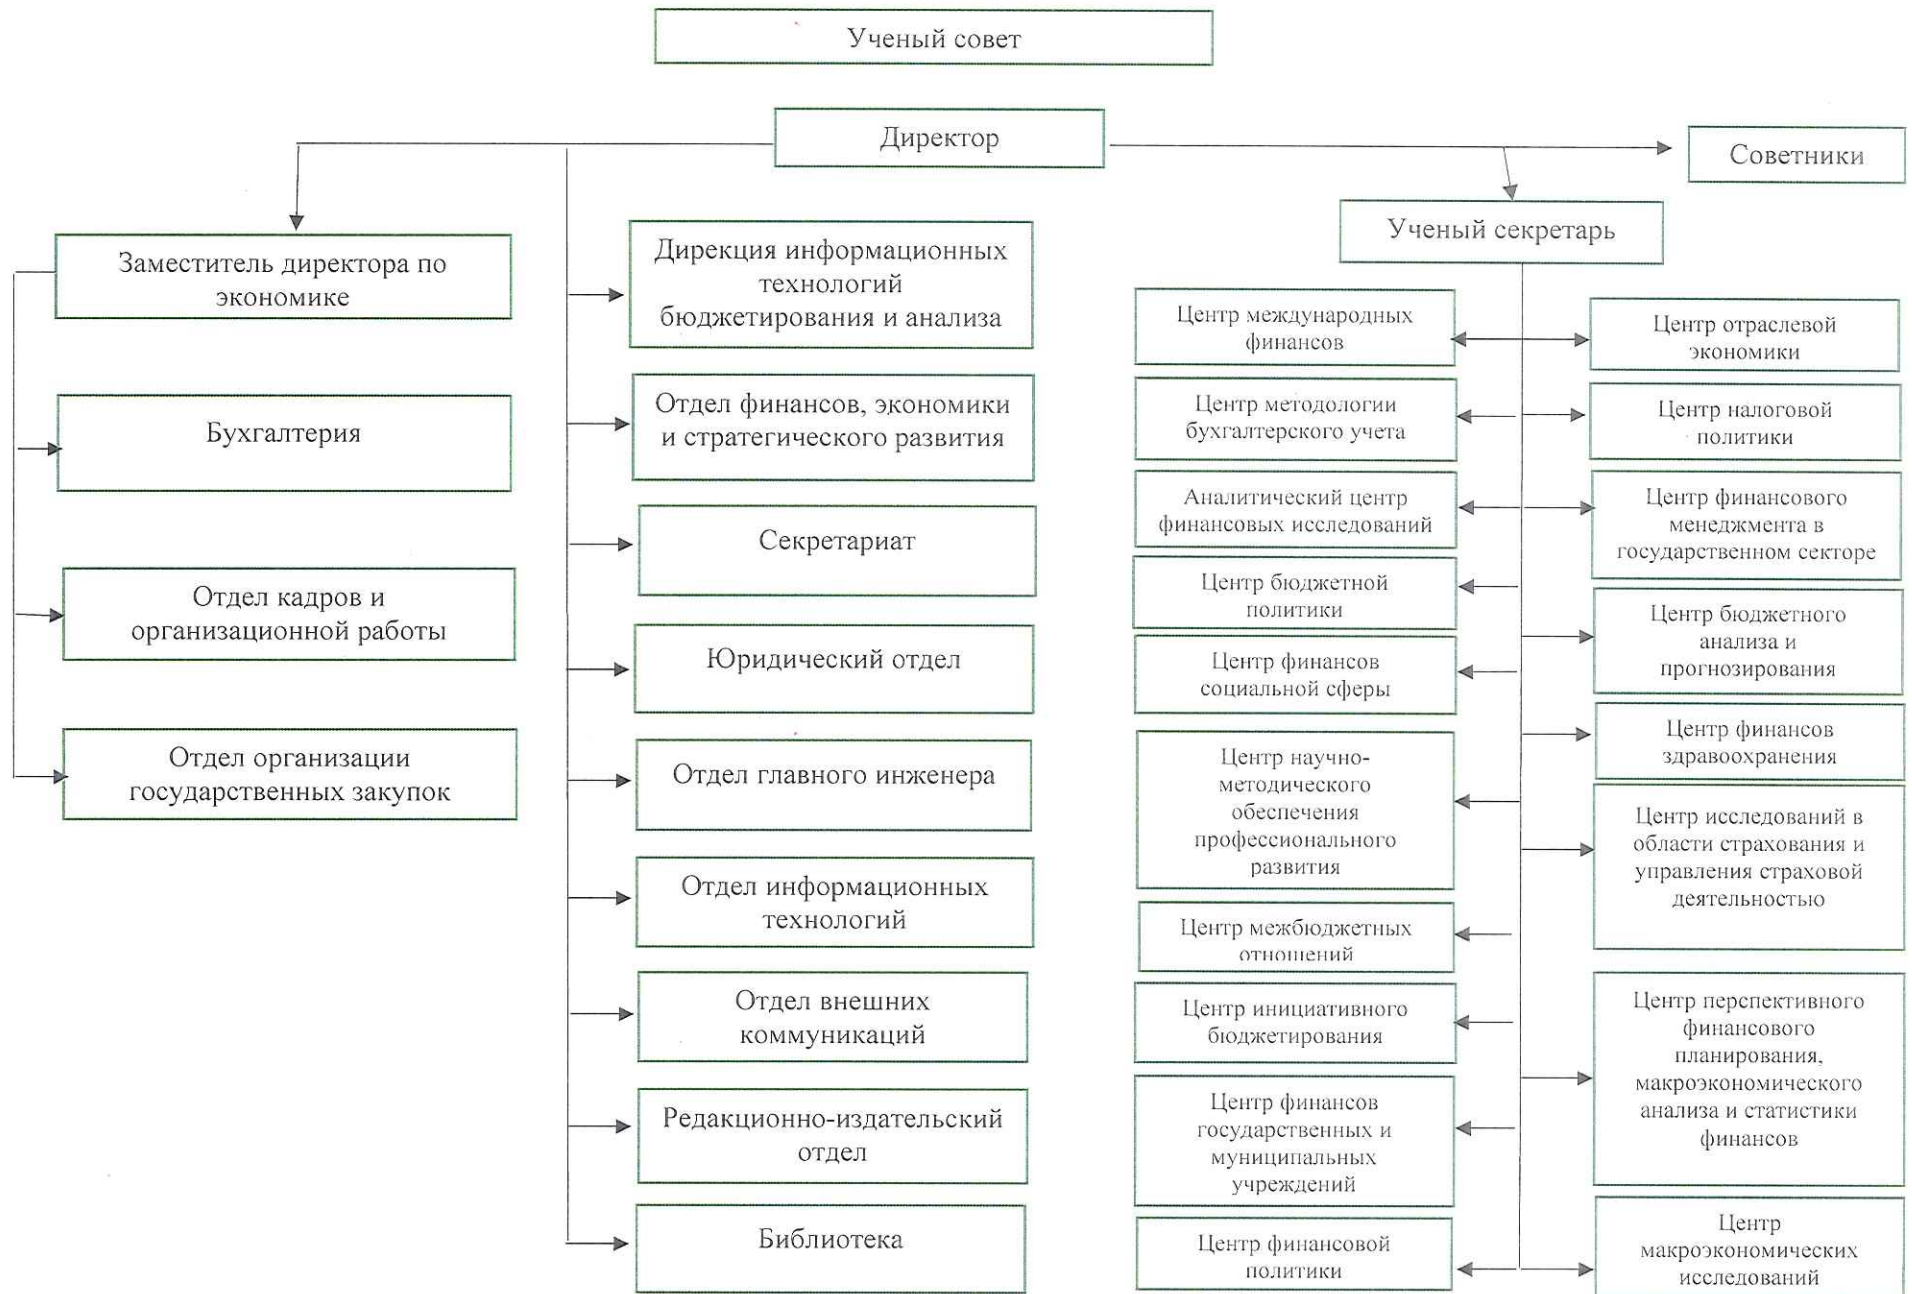 Ученый совет
Директор
Советники
Ученый секретарь
Заместитель директора по
экономике
Бухгалтерия
Отдел кадров и
организационной работы
Отдел организации
государственных закупок
Дирекция информационных
технологий
бюджетирования и анализа
Отдел финансов, экономики
и стратегического развития
Секретариат
Юридический отдел
Отдел главного инженера
Отдел информационных
технологий
Отдел внешних
коммуникаций
Редакционно-издательский
отдел
Библиотека
Центр международных
финансов
Центр методологии
бухгалтерского учета
Аналитический центр
финансовых исследований
Центр бюджетной
политики
Центр финансов
социальной сферы
Центр научно-
методического
обеспечения
профессионального
развития
Центр межбюджетных
отношений
Центр инициативного
бюджетирования
Центр финансов
государственных и
муниципальных
учреждений
Центр финансовой
политики
Центр отраслевой
экономики
Центр налоговой
политики
Центр финансового
менеджмента в
государственном секторе
Центр бюджетного
анализа и
прогнозирования
Центр финансов
здравоохранения
Центр исследований в
области страхования и
управления страховой
деятельностью
Центр перспективного
финансового
планирования,
макроэкономического
анализа и статистики
финансов
Центр
макроэкономических
исследований